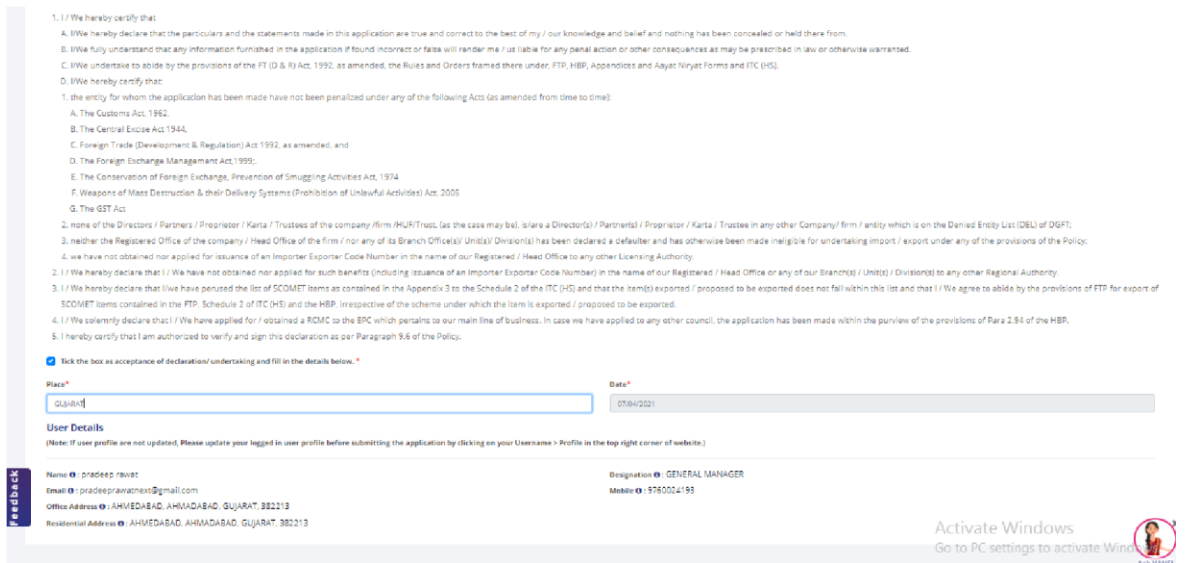 1. I / We hereby certify that
A. I/We hereby declare that the particulars and the statements made in this application are true and correct to the best of my / our knowledge and belief and nothing has been concealed or held there from.
B. I/We fully understand that any information furnished in the application if found incorrect or false will render me / us liable for any penal action or other consequences as may be prescribed in law or otherwise warranted.
C. I/We undertake to abide by the provisions of the FT (D & R) Act, 1992, as amended, the Rules and Orders framed there under, FTP, HBP, Appendices and Aayat Niryat Forms and ITC (HS).
D. I/We hereby certify that:
1. the entity for whom the application has been made have not been penalized under any of the following Acts (as amended from time to time):
A. The Customs Act, 1962,
B. The Central Excise Act 1944,
C. Foreign Trade (Development & Regulation) Act 1992, as amended, and
D. The Foreign Exchange Management Act,1999;.
E. The Conservation of Foreign Exchange, Prevention of Smuggling Activities Act, 1974
F. Weapons of Mass Destruction & their Delivery Systems (Prohibition of Unlawful Activities) Act, 2005
G. The GST Act
2. none of the Directors / Partners / Proprietor / Karta / Trustees of the company /firm /HUF/Trust, (as the case may be), is/are a Director(s) / Partner(s) / Proprietor / Karta / Trustee in any other Company/ firm / entity which is on the Denied Entity List (DEL) of DGFT;
3. neither the Registered Office of the company / Head Office of the firm / nor any of its Branch Office(s)/ Unit(s)/ Division(s) has been declared a defaulter and has otherwise been made ineligible for undertaking import / export under any of the provisions of the Policy;
4. we have not obtained nor applied for issuance of an Importer Exporter Code Number in the name of our Registered / Head Office to any other Licensing Authority.
2. I / We hereby declare that I / We have not obtained nor applied for such benefits (including issuance of an Importer Exporter Code Number) in the name of our Registered / Head Office or any of our Branch(s) / Unit(s) / Division(s) to any other Regional Authority.
3. I / We hereby declare that I/we have perused the list of SCOMET items as contained in the Appendix 3 to the Schedule 2 of the ITC (HS) and that the item(s) exported / proposed to be exported does not fall within this list and that I / We agree to abide by the provisions of FTP for export of
SCOMET items contained in the FTP, Schedule 2 of ITC (HS) and the HBP, irrespective of the scheme under which the item is exported / proposed to be exported.
4. I / We solemnly declare that I / We have applied for / obtained a RCMC to the EPC which pertains to our main line of business. In case we have applied to any other council, the application has been made within the purview of the provisions of Para 2.94 of the HBP.
5. I hereby certify that I am authorized to verify and sign this declaration as per Paragraph 9.6 of the Policy.
Tick the box as acceptance of declaration/ undertaking and fill in the details below. *
Place* Date*
GUJARAT 07/04/2021
User Details
(Note: If user profile are not updated, Please update your logged in user profile before submitting the application by clicking on your Username > Profile in the top right corner of website.)
Name : pradeep rawat Designation : GENERAL MANAGER
Email : pradeeprawatnext@gmail.com Mobile : 9760024193
Office Address : AHMEDABAD, AHMADABAD, GUJARAT, 382213
Residential Address : AHMEDABAD, AHMADABAD, GUJARAT, 382213
Feedback
Activate Windows
Go to PC settings to activate